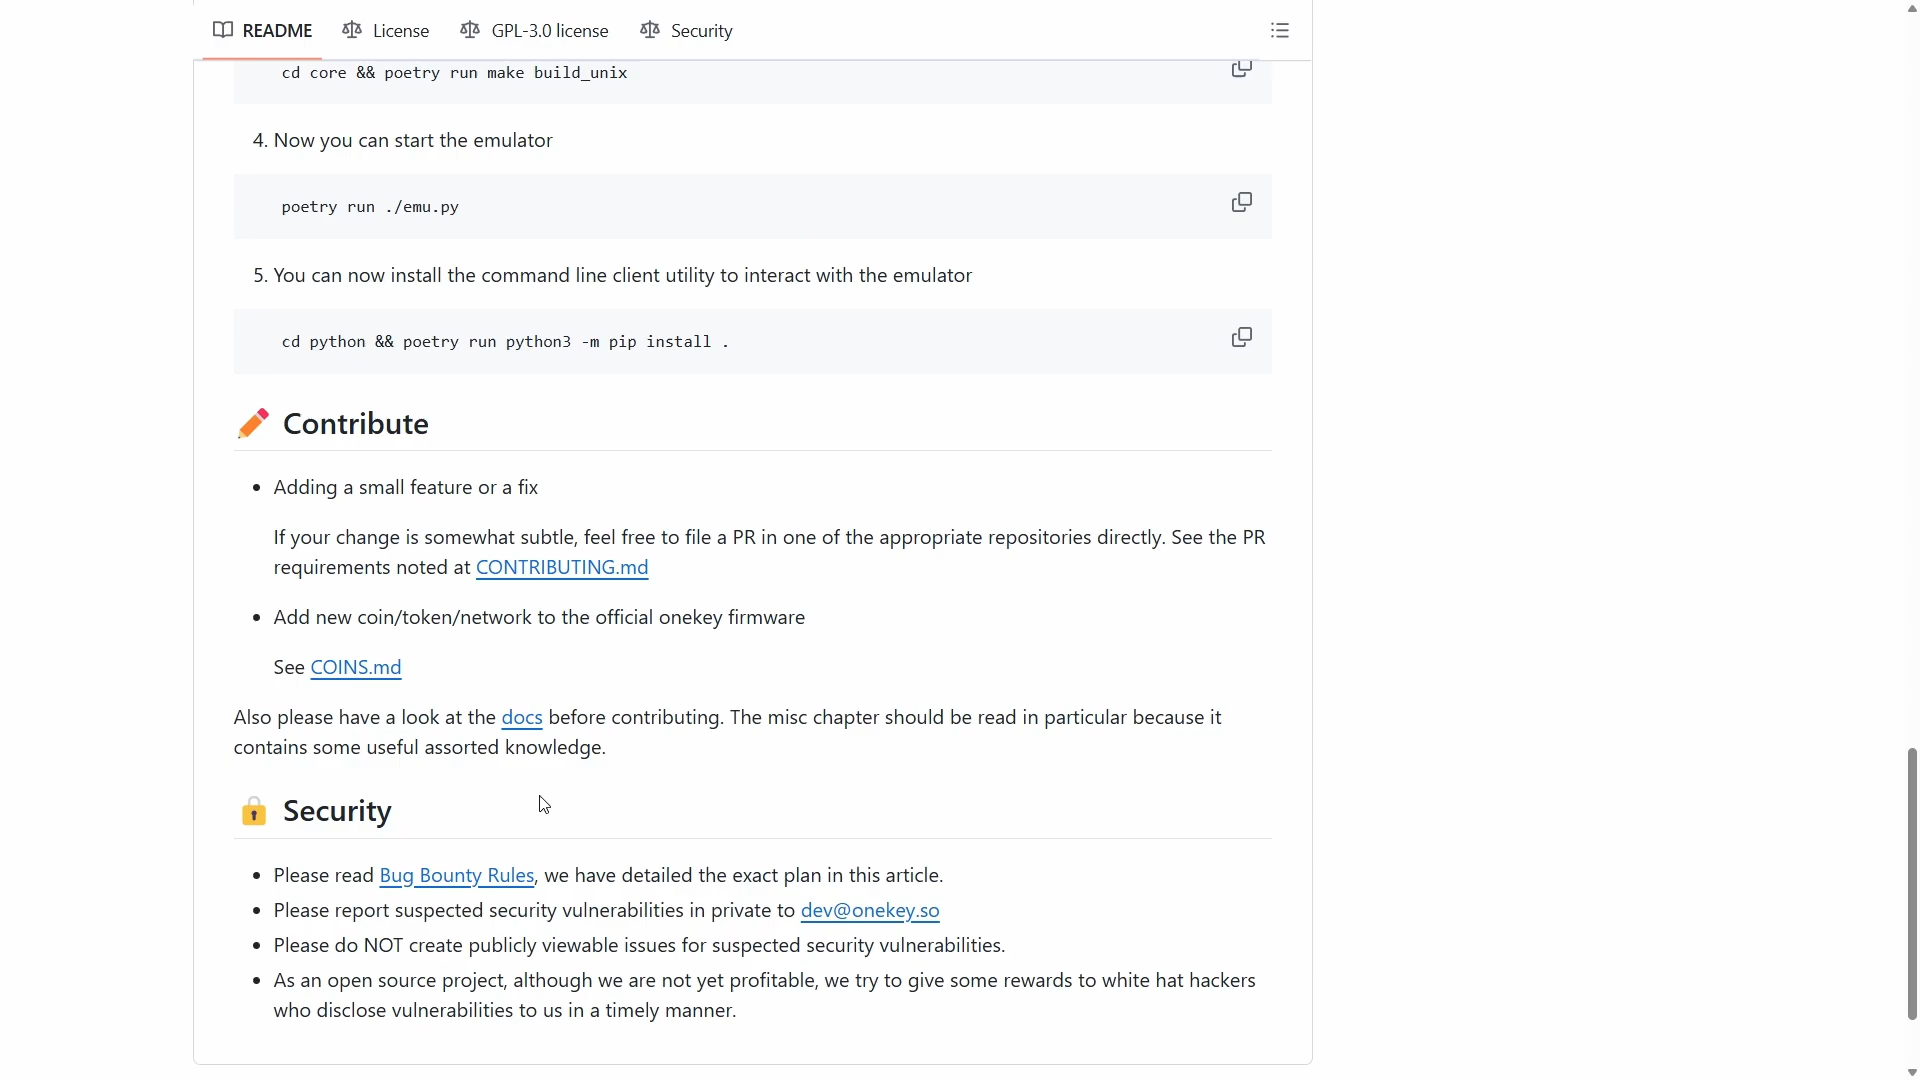 README License GPL-3.0 license Security
cd core && poetry run make build_unix
4. Now you can start the emulator
poetry run ./emu.py
5. You can now install the command line client utility to interact with the emulator
cd python && poetry run python3 -m pip install .
Contribute
• Adding a small feature or a fix
If your change is somewhat subtle, feel free to file a PR in one of the appropriate repositories directly. See the PR
requirements noted at CONTRIBUTING.md
• Add new coin/token/network to the official onekey firmware
See COINS.md
Also please have a look at the docs before contributing. The misc chapter should be read in particular because it
contains some useful assorted knowledge.
Security
• Please read Bug Bounty Rules, we have detailed the exact plan in this article.
• Please report suspected security vulnerabilities in private to dev@onekey.so
• Please do NOT create publicly viewable issues for suspected security vulnerabilities.
• As an open source project, although we are not yet profitable, we try to give some rewards to white hat hackers
who disclose vulnerabilities to us in a timely manner.